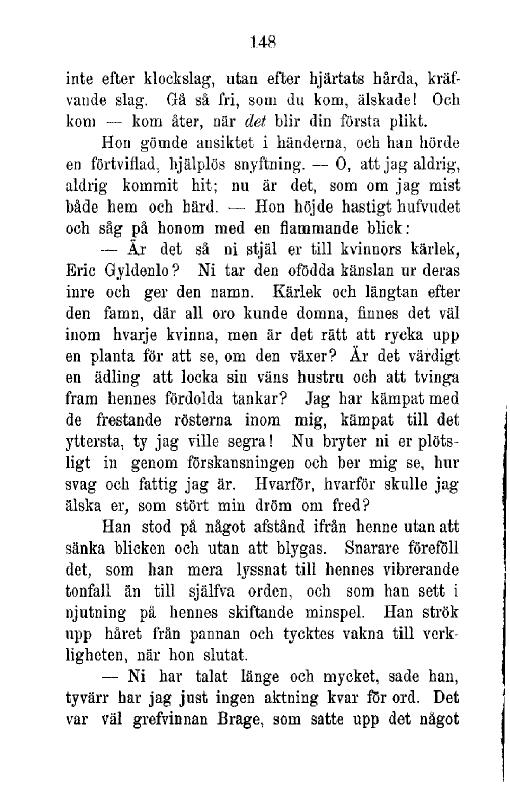 148
inte efter klockslag, utan efter hjärtats hårda, kräf-
vande slag. Gå så fri, som du kom, älskade! Och
kom — kom åter, när det blir din första plikt.
Hon gömde ansiktet i händerna, och han hörde
en förtviflad, hjälplös snyftning. — O, att jag aldrig,
aldrig kommit hit; nu är det, som om jag mist
både hem och härd. — Hon höjde hastigt hufvudet
och såg på honom med en flammande blick:
— Är det så ni stjäl er till kvinnors kärlek,
Eric Gyldenlo? Ni tar den ofödda känslan ur deras
inre och ger den namn. Kärlek och längtan efter
den famn, där all oro kunde domna, finnes det väl
inom hvarje kvinna, men är det rätt att rycka upp
en planta för att se, om den växer? Är det värdigt
en ädling att locka sin väns hustru och att tvinga
fram hennes fördolda tankar? Jag har kämpat med
de frestande rösterna inom mig, kämpat till det
yttersta, ty jag ville segra! Nu bryter ni er plöts-
ligt in genom förskansningen och ber mig se, hur
svag och fattig jag är. Hvarför, hvarför skulle jag
älska er, som stört min dröm om fred?
Han stod på något afstånd ifrån henne utan att
sänka blicken och utan att blygas. Snarare föreföll
det, som han mera lyssnat till hennes vibrerande
tonfall än till själfva orden, och som han sett i
njutning på hennes skiftande minspel. Han strök
upp håret från pannan och tycktes vakna till verk-
ligheten, när hon slutat.
— Ni har talat länge och mycket, sade han,
tyvärr har jag just ingen aktning kvar för ord. Det
var väl grefvinnan Brage, som satte upp det något